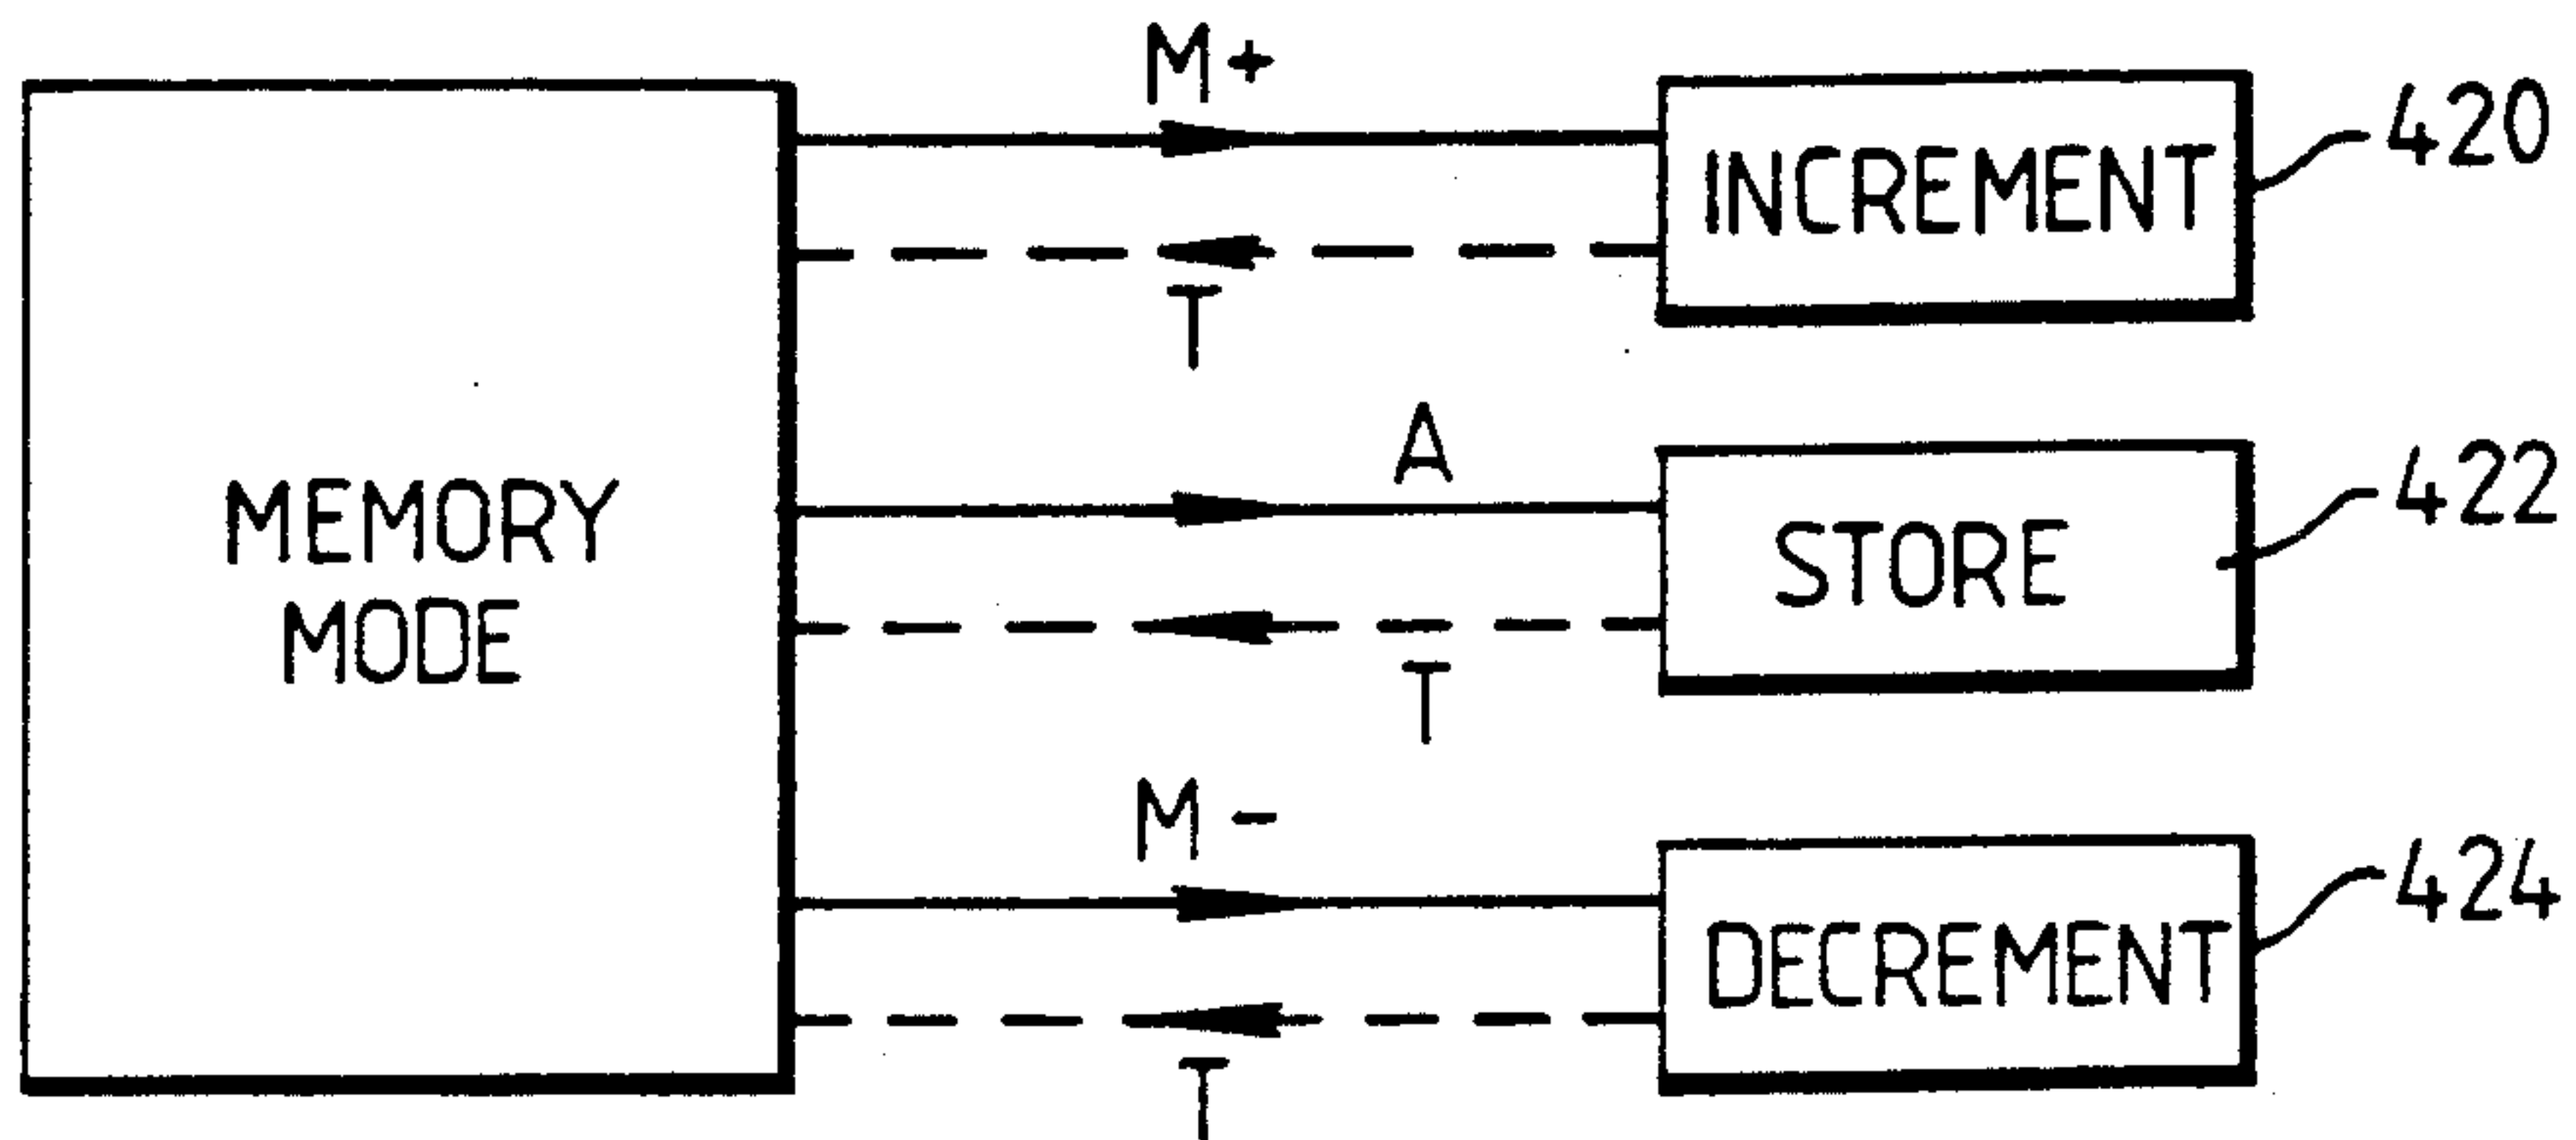 MEMORY
MODE
M+
T
INCREMENT
420
A
T
STORE
422
M-
T
DECREMENT
424